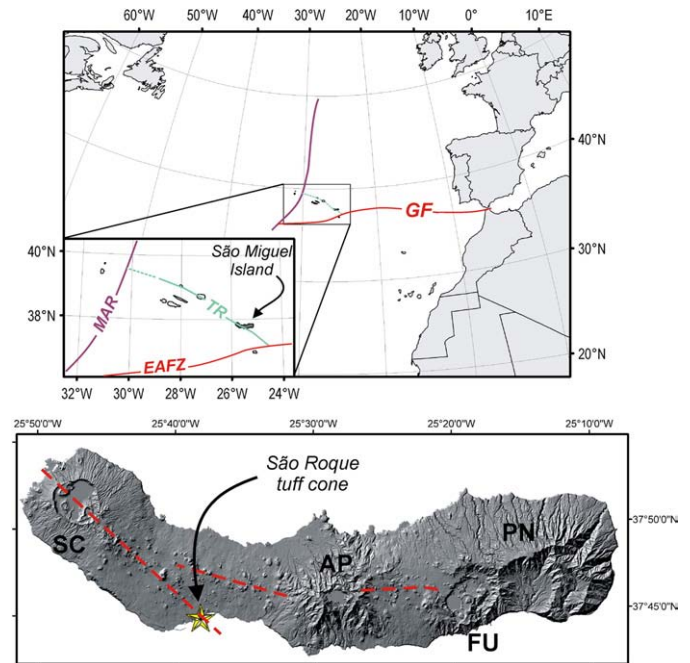 60°W 50°W 40°W 30°W 20°W 10°W 0° 10°E
40°N
GF
30°N
São Miguel
Island
40°N
MAR
TR
38°N
EAFZ
20°N
32°W 30°W 28°W 26°W 24°W
25°50'0"W 25°40'0"W 25°30'0"W 25°20'0"W 25°10'0"W
São Roque
tuff cone
37°50'0"N
PN
SC
AP
37°45'0"N
FU